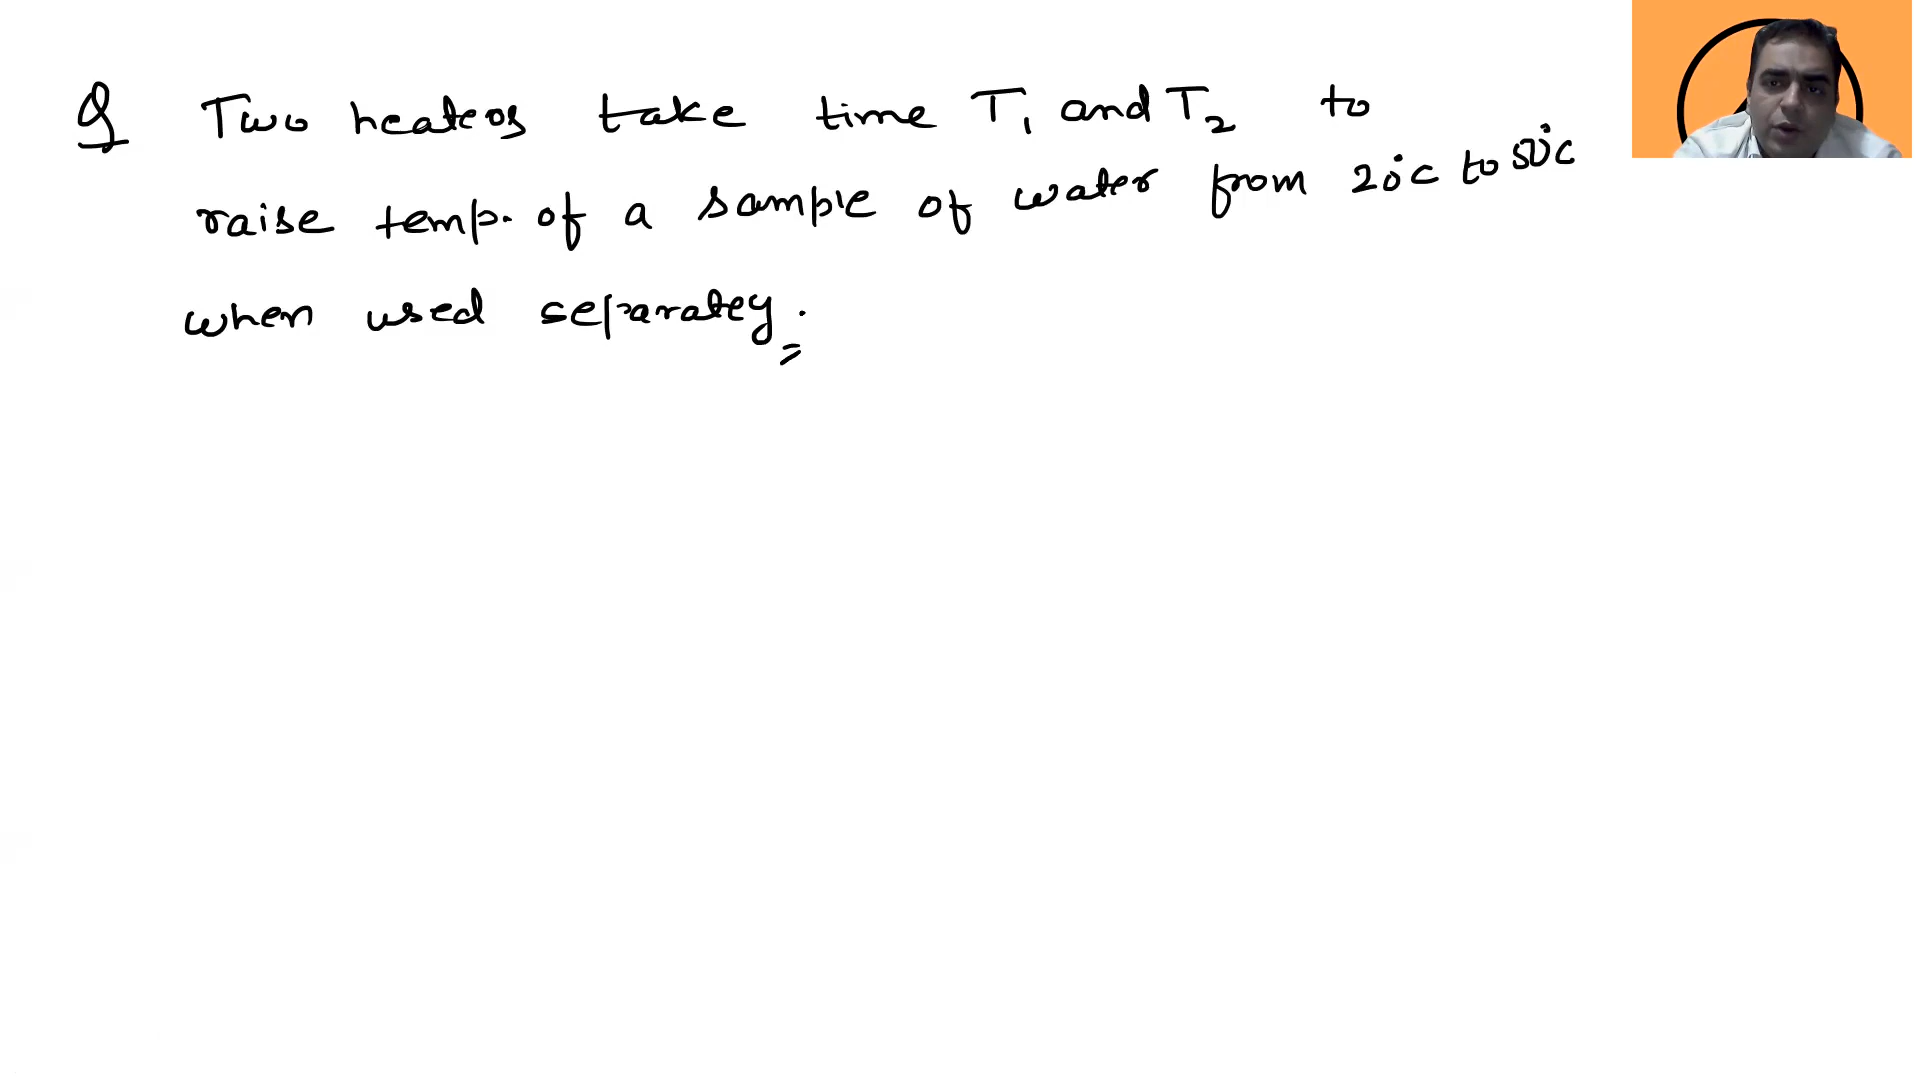 Q Two heaters take time T₁ and T₂ to
raise temp. of a sample of water from 20°C to 50°C
when used separatey.